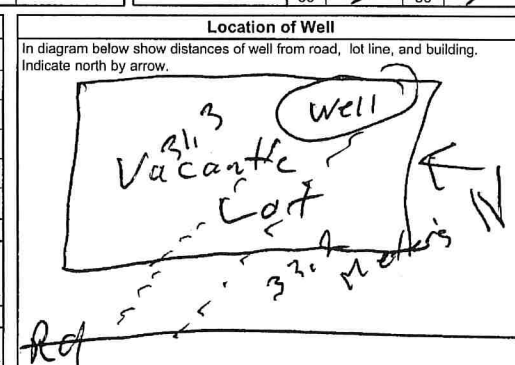 Location of Well
In diagram below show distances of well from road, lot line, and building.
Indicate north by arrow.
Well
Vacante
Lot
N
Rd